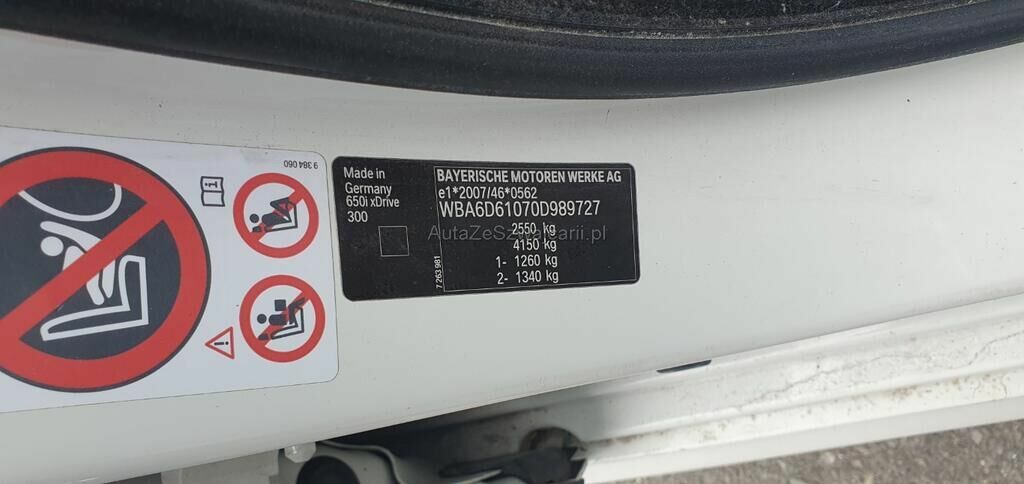 9 384 060
i
Made in
Germany
650i xDrive
300
7 263 981
BAYERISCHE MOTOREN WERKE AG
e1*2007/46*0562
WBA6D61070D989727
2550 kg
4150 kg
1- 1260 kg
2- 1340 kg
AutaZeSzwajcarii.pl